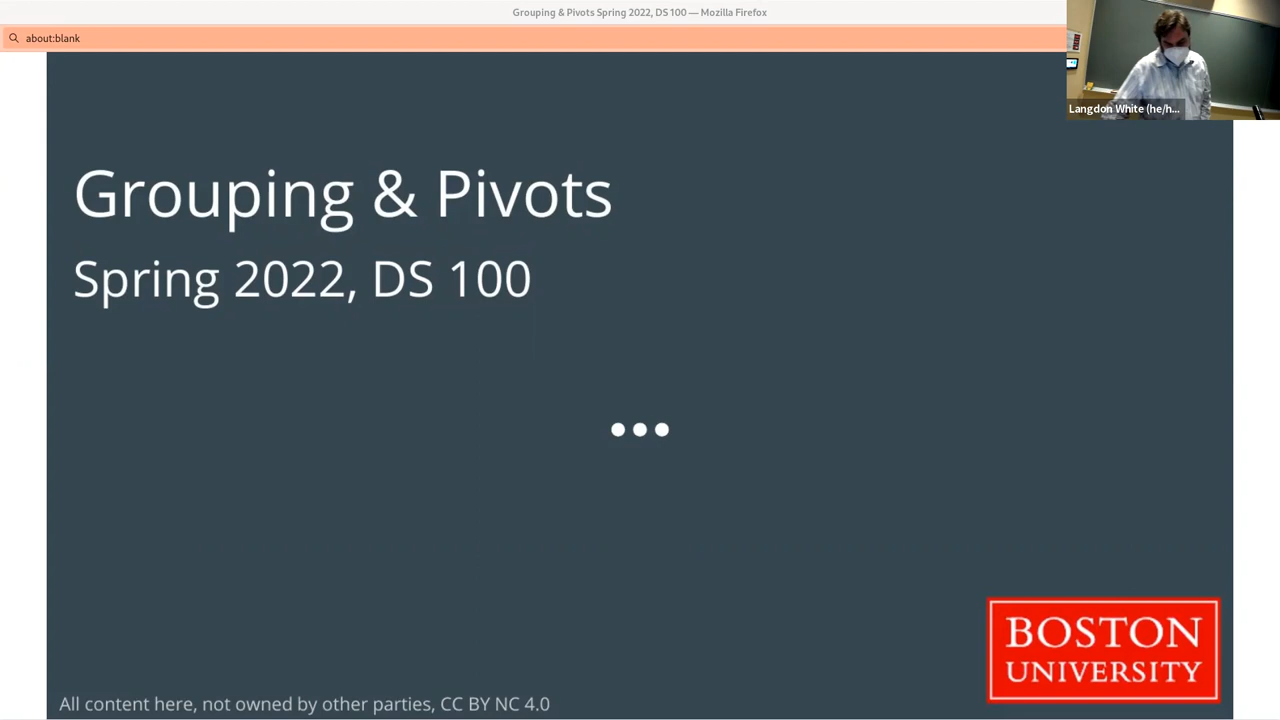 Grouping & Pivots Spring 2022, DS 100 — Mozilla Firefox
about:blank
Langdon White (he/h...
Grouping & Pivots
Spring 2022, DS 100
BOSTON
UNIVERSITY
All content here, not owned by other parties, CC BY NC 4.0